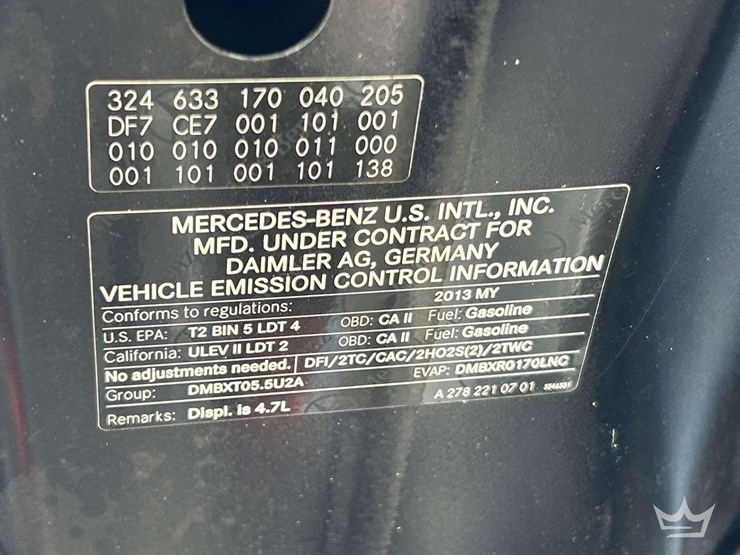 324 633 170 040 205
DF7 CE7 001 101 001
010 010 010 011 000
001 101 001 101 138
MERCEDES-BENZ U.S. INTL., INC.
MFD. UNDER CONTRACT FOR
DAIMLER AG, GERMANY
VEHICLE EMISSION CONTROL INFORMATION
Conforms to regulations: 2013 MY
U.S. EPA: T2 BIN 5 LDT 4 OBD: CA II Fuel: Gasoline
California: ULEV II LDT 2 OBD: CA II Fuel: Gasoline
No adjustments needed. DFI/2TC/CAC/2HO2S(2)/2TWC
Group: DMBXT05.5U2A EVAP: DMBXR0170LNC
Remarks: Displ. is 4.7L A 278 221 07 01